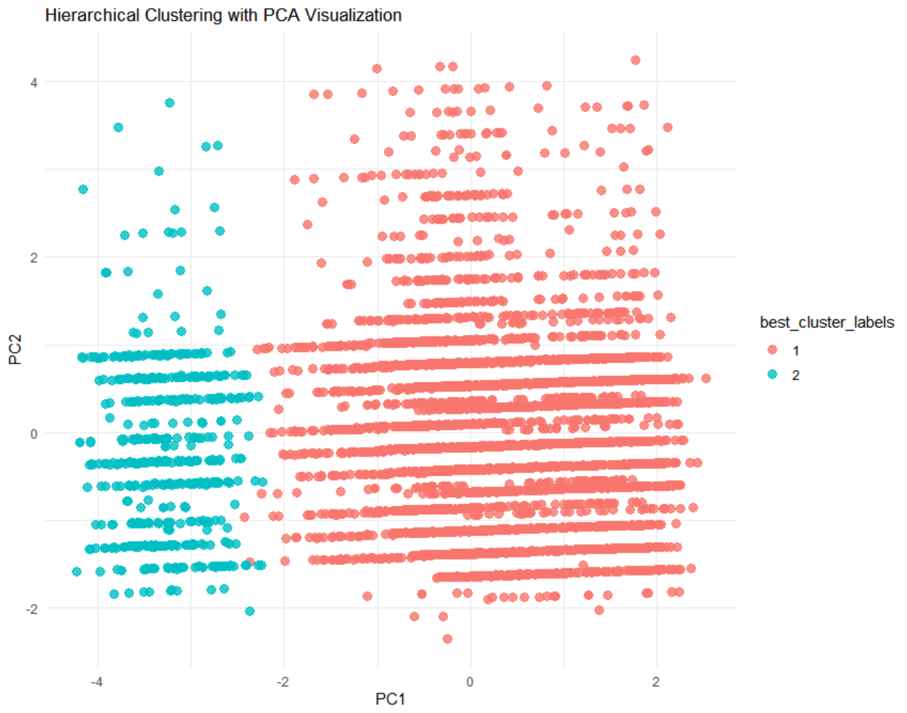 Hierarchical Clustering with PCA Visualization
4
2
0
-2
PC2
-4
-2
0
2
PC1
best_cluster_labels
1
2